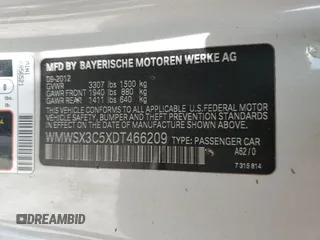 MFD BY BAYERISCHE MOTOREN WERKE AG
09-2012
GVWR 3307 lbs 1500 kg
GAWR FRONT 1940 lbs 880 kg
GAWR REAR 1411 lbs 640 kg
THIS VEHICLE CONFORMS TO ALL APPLICABLE
U.S. FEDERAL MOTOR VEHICLE SAFETY,
BUMPER AND THEFT PREVENTION STANDARDS
IN EFFECT ON THE DATE OF MANUFACTURE
SHOWN ABOVE.
WMWSX3C5XDT466209 TYPE: PASSENGER CAR
A62/0
7 315 814
DREAMBID